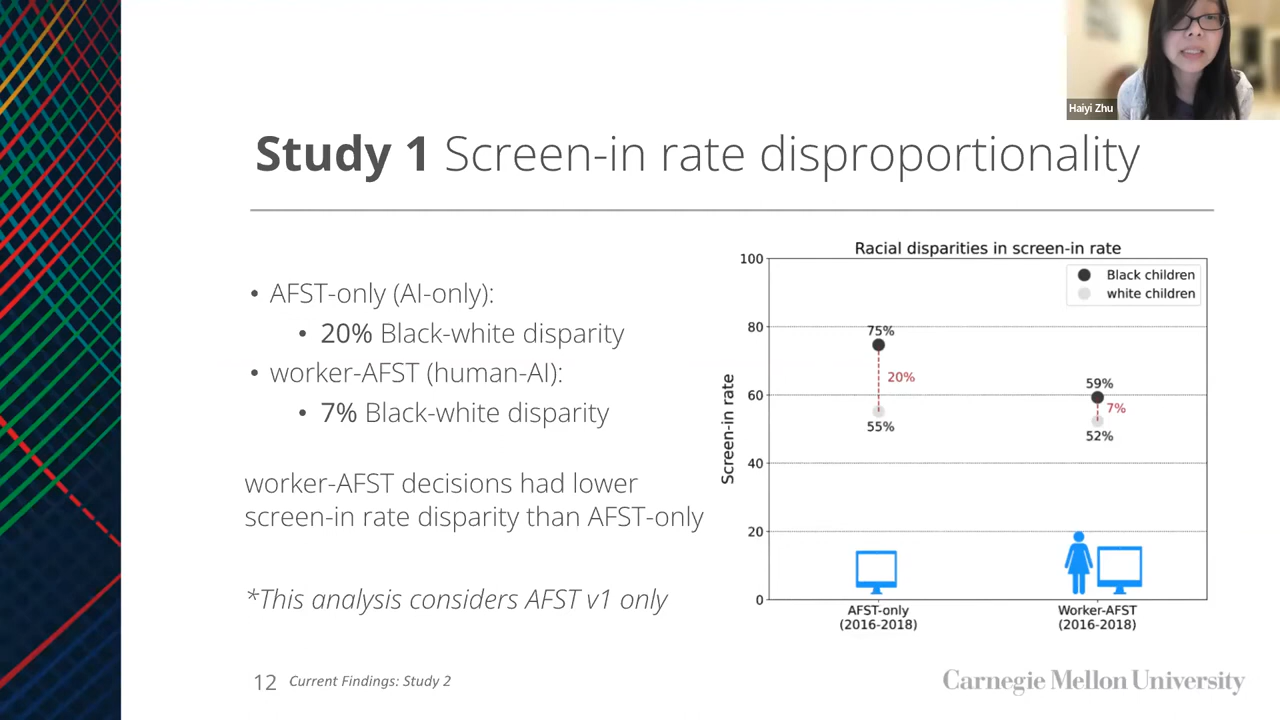 Haiyi Zhu
Study 1 Screen-in rate disproportionality
• AFST-only (AI-only):
• 20% Black-white disparity
• worker-AFST (human-AI):
• 7% Black-white disparity
worker-AFST decisions had lower
screen-in rate disparity than AFST-only
*This analysis considers AFST v1 only
Racial disparities in screen-in rate
Black children
white children
Screen-in rate
100
80
60
40
20
0
75%
20%
55%
59%
7%
52%
AFST-only
(2016-2018)
Worker-AFST
(2016-2018)
12 Current Findings: Study 2
Carnegie Mellon University